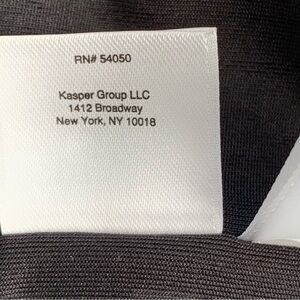 RN# 54050
Kasper Group LLC
1412 Broadway
New York, NY 10018